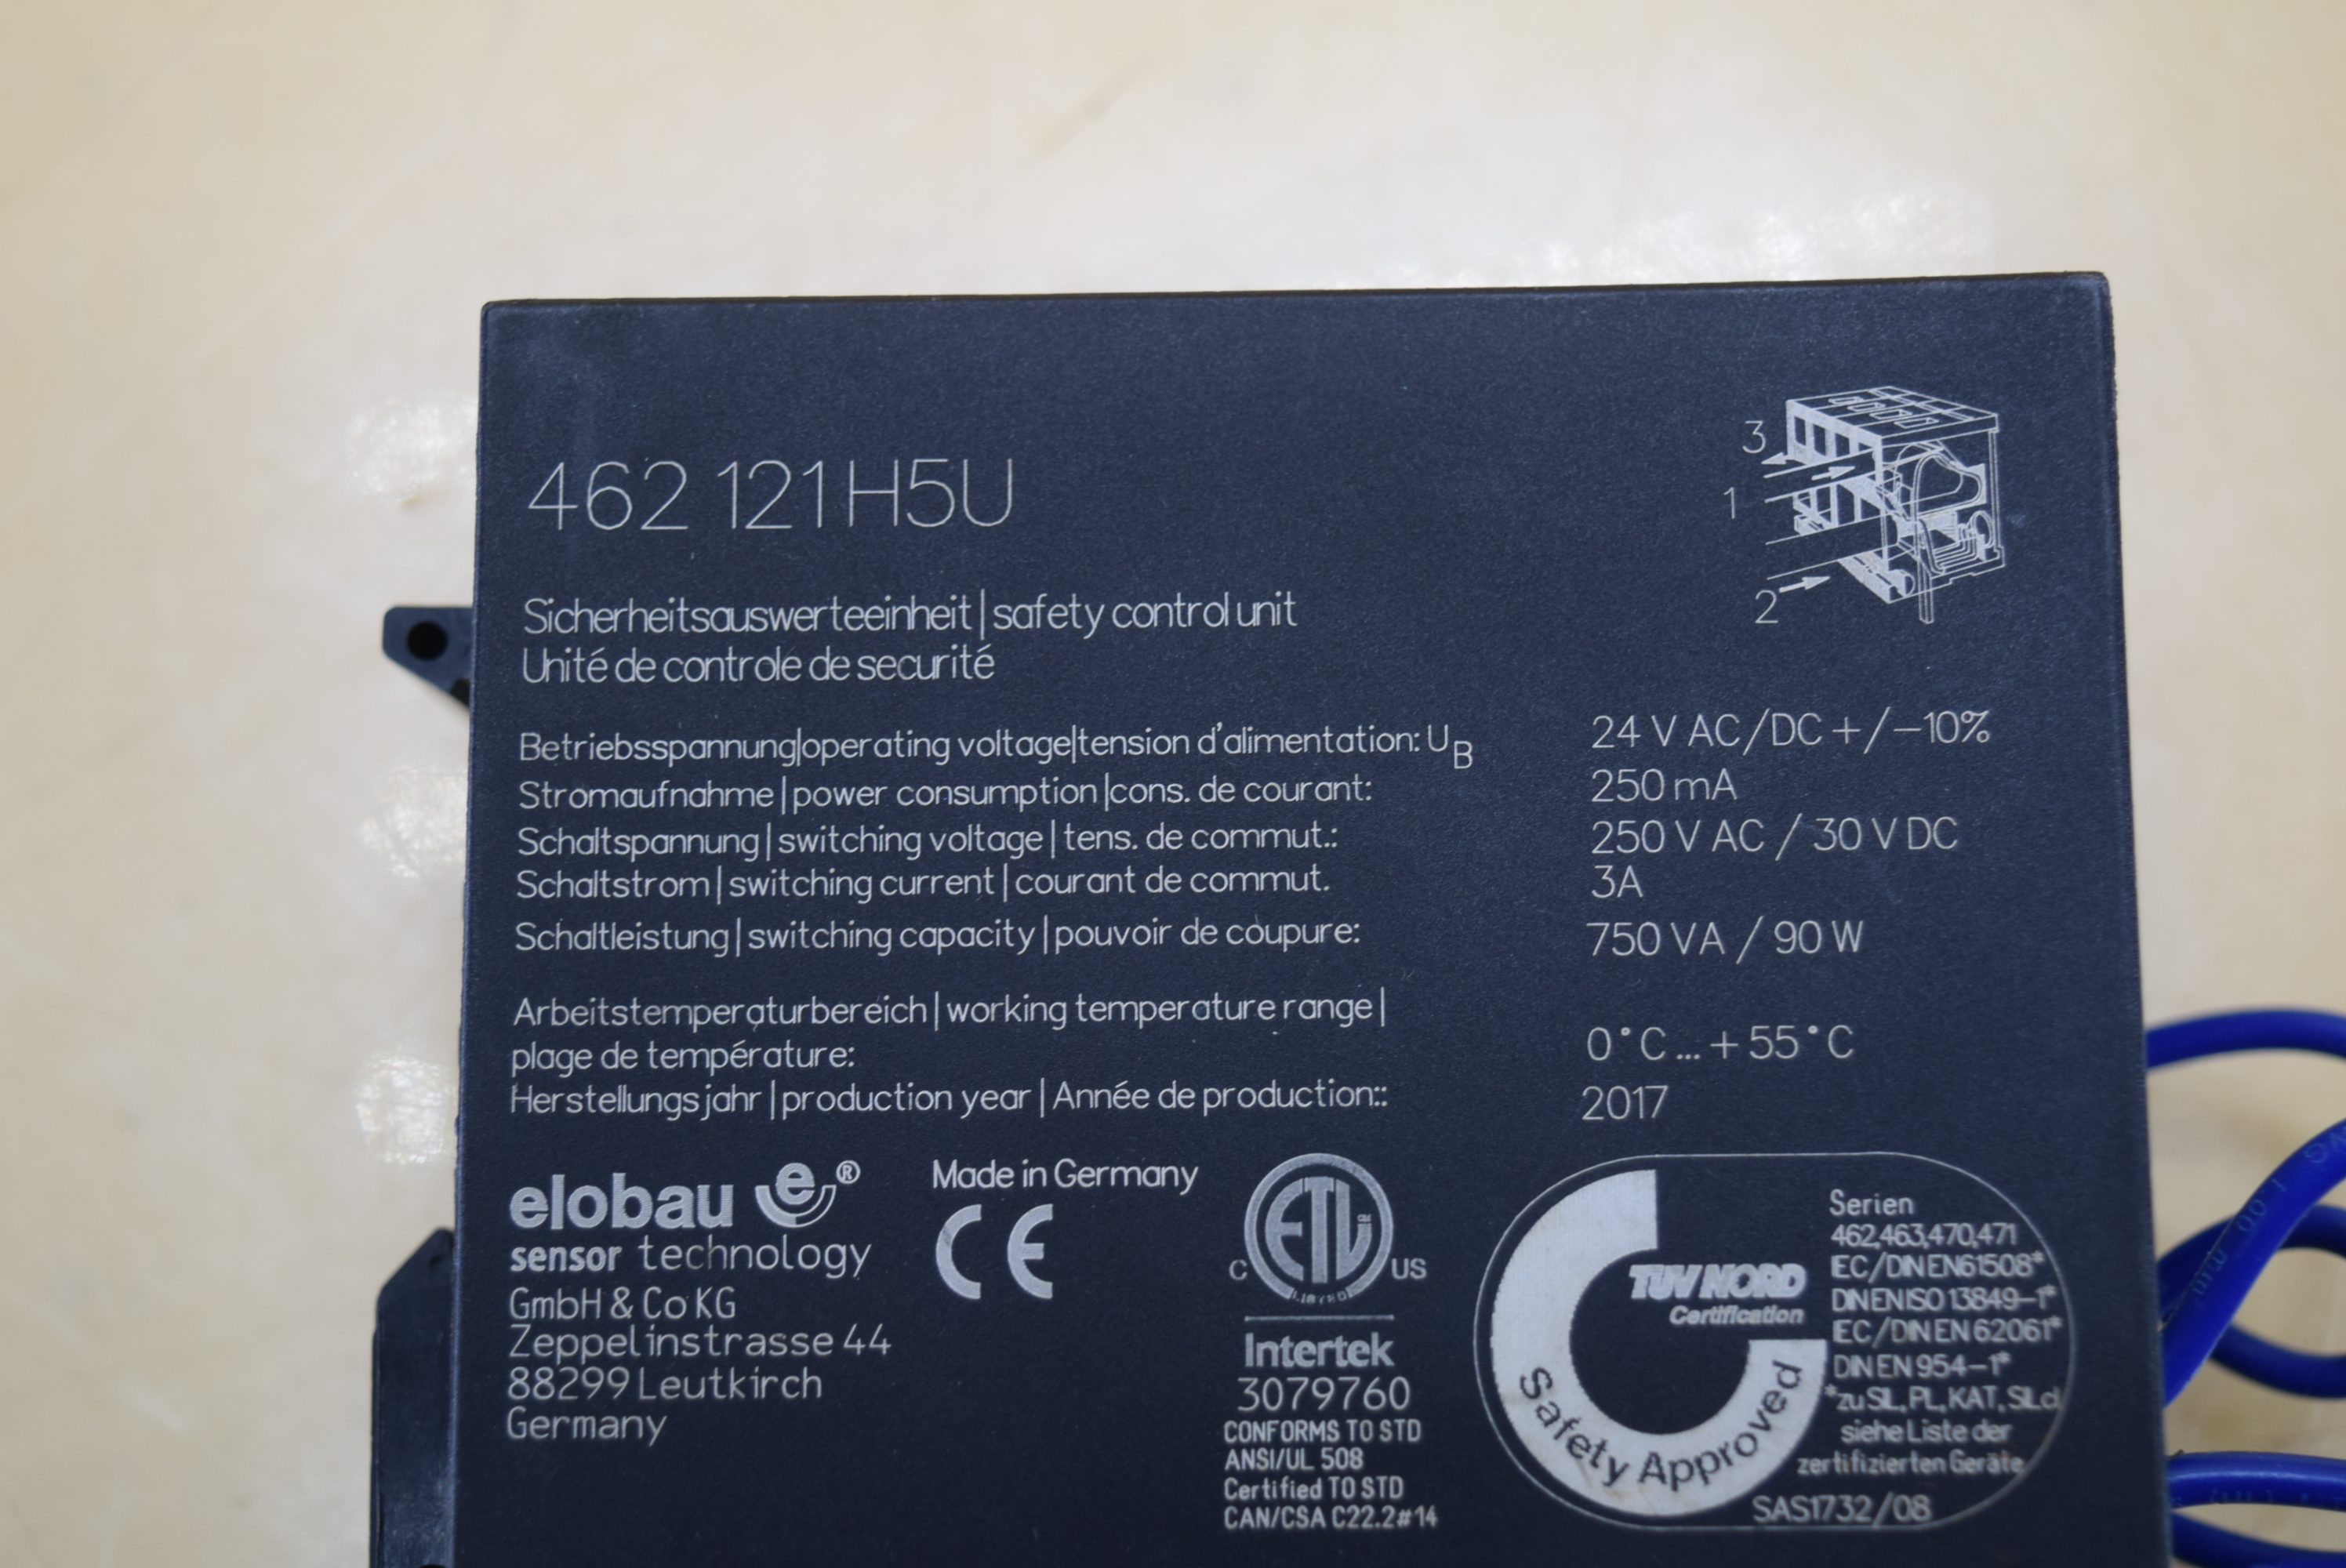 462 121 H5U
3
1
2
Sicherheitsauswerteeinheit | safety control unit
Unité de controle de securité
Betriebsspannung|operating voltage|tension d'alimentation: UB 24 V AC/DC +/-10%
Stromaufnahme | power consumption |cons. de courant: 250 mA
Schaltspannung | switching voltage | tens. de commut.: 250 V AC / 30 V DC
Schaltstrom | switching current | courant de commut. 3A
Schaltleistung | switching capacity | pouvoir de coupure: 750 VA / 90 W
Arbeitstemperaturbereich | working temperature range |
plage de température: 0°C ... +55°C
Herstellungsjahr | production year | Année de production:: 2017
elobau e ®
sensor technology
GmbH & Co KG
Zeppelinstrasse 44
88299 Leutkirch
Germany
Made in Germany
CE
ETL
C US
LISTED
Intertek
3079760
CONFORMS TO STD
ANSI/UL 508
Certified TO STD
CAN/CSA C22.2#14
TÜV NORD
Certification
Safety Approved
Serien
462,463,470,471
IEC/DIN EN 61508*
DIN EN ISO 13849-1*
IEC/DIN EN 62061*
DIN EN 954-1*
*zu SIL, PL, KAT, SILcl
siehe Liste der
zertifizierten Geräte
SAS1732/08